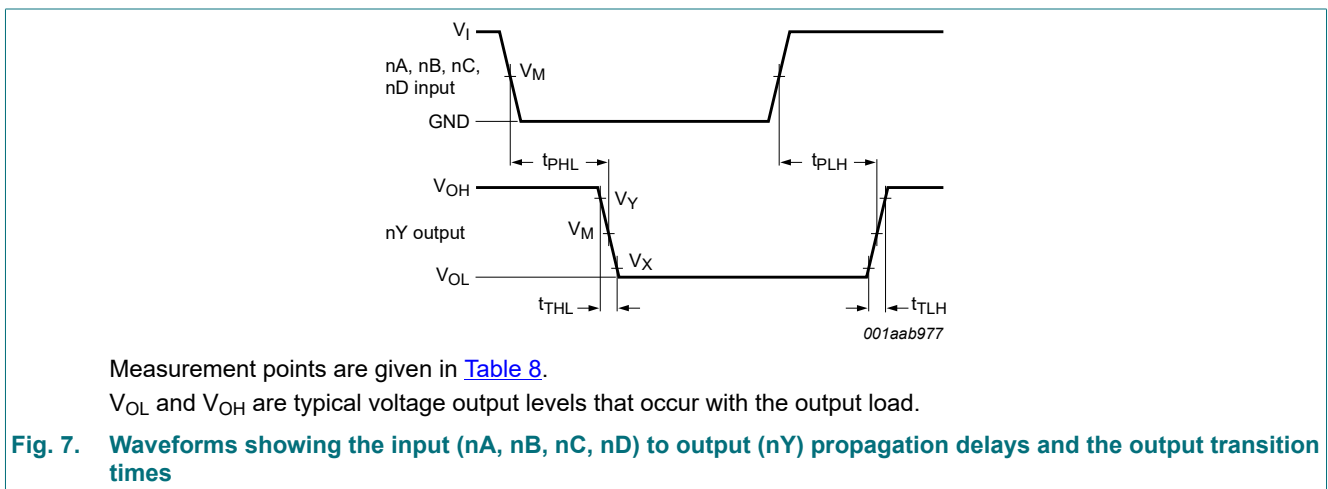 VI
nA, nB, nC,
nD input
VM
GND
tPHL
tPLH
VOH
VY
nY output
VM
VX
VOL
tTHL
tTLH
001aab977
Measurement points are given in Table 8.
VOL and VOH are typical voltage output levels that occur with the output load.
Fig. 7. Waveforms showing the input (nA, nB, nC, nD) to output (nY) propagation delays and the output transition
times